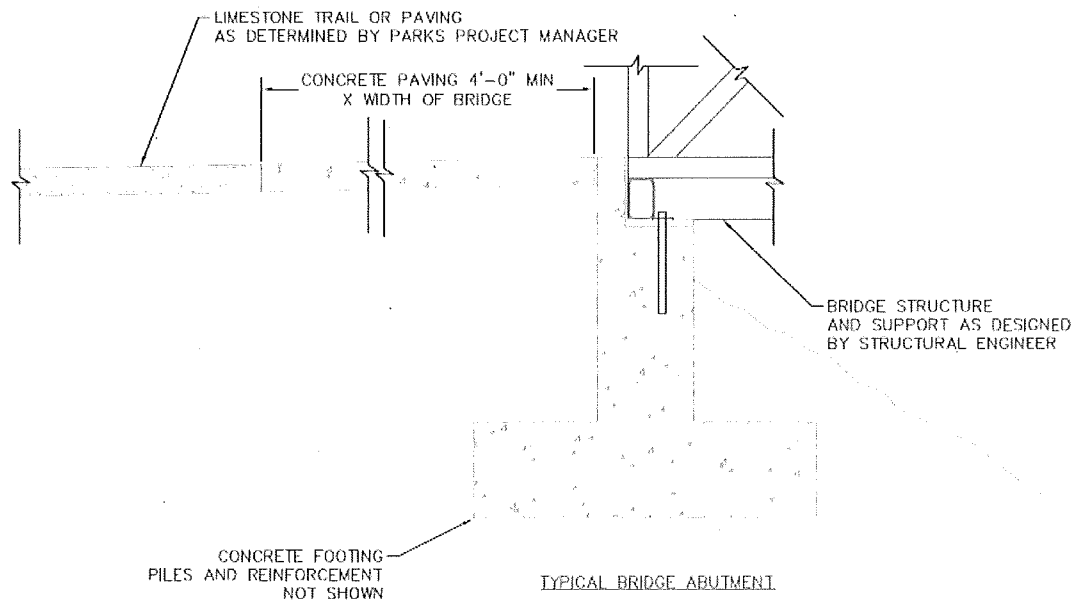 LIMESTONE TRAIL OR PAVING
AS DETERMINED BY PARKS PROJECT MANAGER
CONCRETE PAVING 4'-0" MIN
X WIDTH OF BRIDGE
BRIDGE STRUCTURE
AND SUPPORT AS DESIGNED
BY STRUCTURAL ENGINEER
CONCRETE FOOTING
PILES AND REINFORCEMENT
NOT SHOWN
TYPICAL BRIDGE ABUTMENT